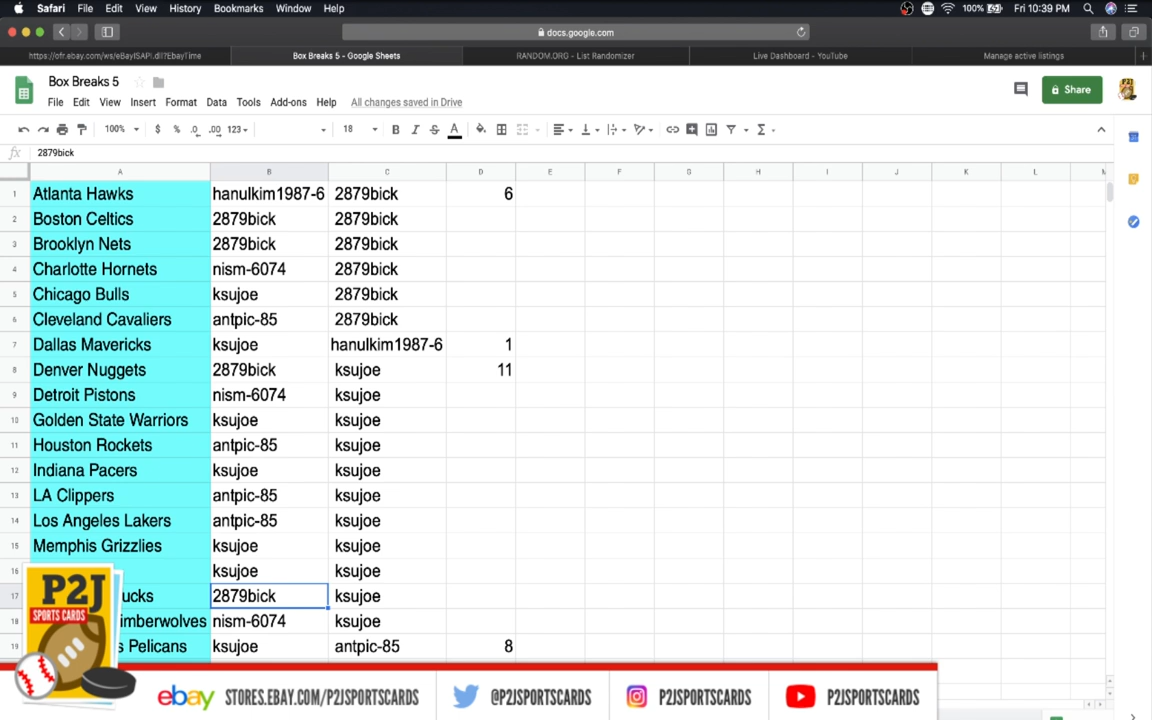 Safari File Edit View History Bookmarks Window Help 100% Fri 10:39 PM
docs.google.com
https://ofr.ebay.com/ws/eBayISAPI.dll?EbayTime Box Breaks 5 - Google Sheets RANDOM.ORG - List Randomizer Live Dashboard - YouTube Manage active listings
Box Breaks 5
File Edit View Insert Format Data Tools Add-ons Help All changes saved in Drive
Share
100% $ % .0 .00 123 18 B I S A
fx 2879bick
A B C D E F G H I J K L M
1 Atlanta Hawks hanulkim1987-6 2879bick 6
2 Boston Celtics 2879bick 2879bick
3 Brooklyn Nets 2879bick 2879bick
4 Charlotte Hornets nism-6074 2879bick
5 Chicago Bulls ksujoe 2879bick
6 Cleveland Cavaliers antpic-85 2879bick
7 Dallas Mavericks ksujoe hanulkim1987-6 1
8 Denver Nuggets 2879bick ksujoe 11
9 Detroit Pistons nism-6074 ksujoe
10 Golden State Warriors ksujoe ksujoe
11 Houston Rockets antpic-85 ksujoe
12 Indiana Pacers ksujoe ksujoe
13 LA Clippers antpic-85 ksujoe
14 Los Angeles Lakers antpic-85 ksujoe
15 Memphis Grizzlies ksujoe ksujoe
16 ksujoe ksujoe
17 ucks 2879bick ksujoe
18 imberwolves nism-6074 ksujoe
19 s Pelicans ksujoe antpic-85 8
P2J
SPORTS CARDS
ebay STORES.EBAY.COM/P2JSPORTSCARDS @P2JSPORTSCARDS P2JSPORTSCARDS P2JSPORTSCARDS